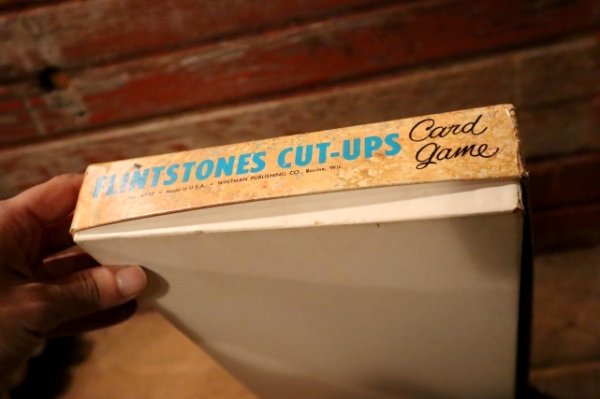 FLINTSTONES CUT-UPS Card Game
Made in U.S.A. • WHITMAN PUBLISHING CO., Racine, Wis.